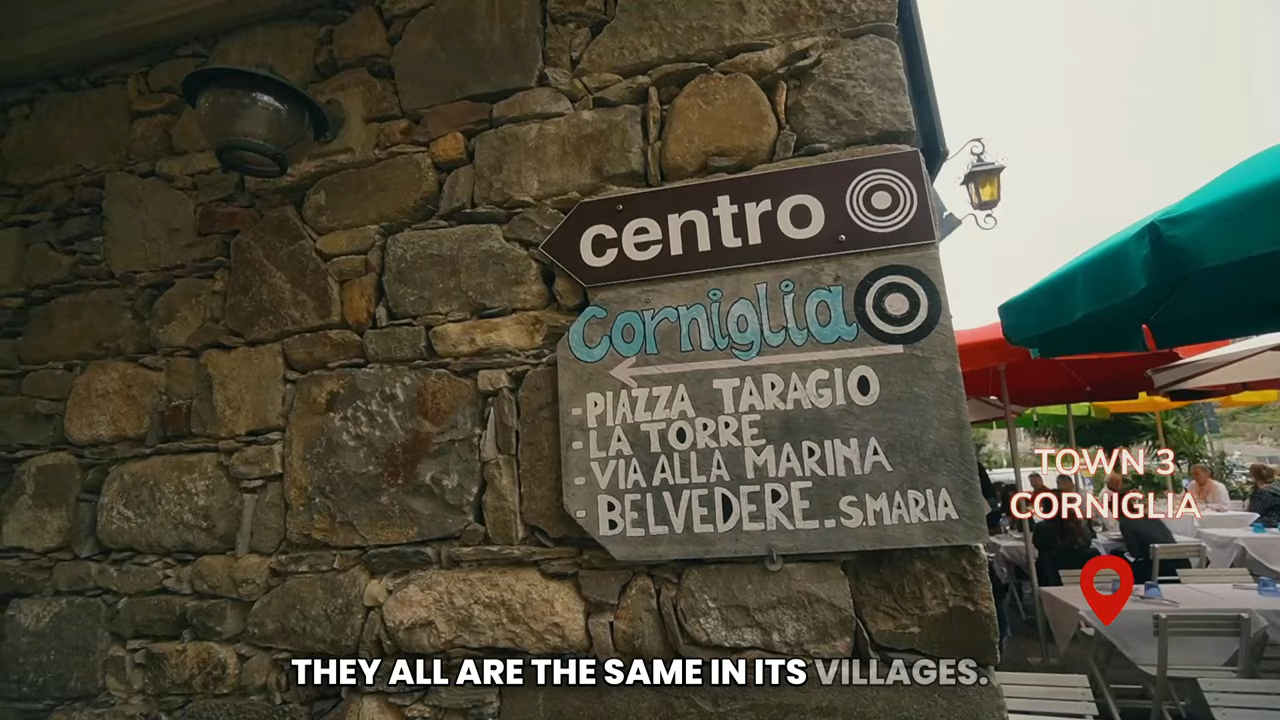 centro
Corniglia
- PIAZZA TARAGIO
- LA TORRE
- VIA ALLA MARINA
- BELVEDERE - S.MARIA
TOWN 3
CORNIGLIA
THEY ALL ARE THE SAME IN ITS VILLAGES.